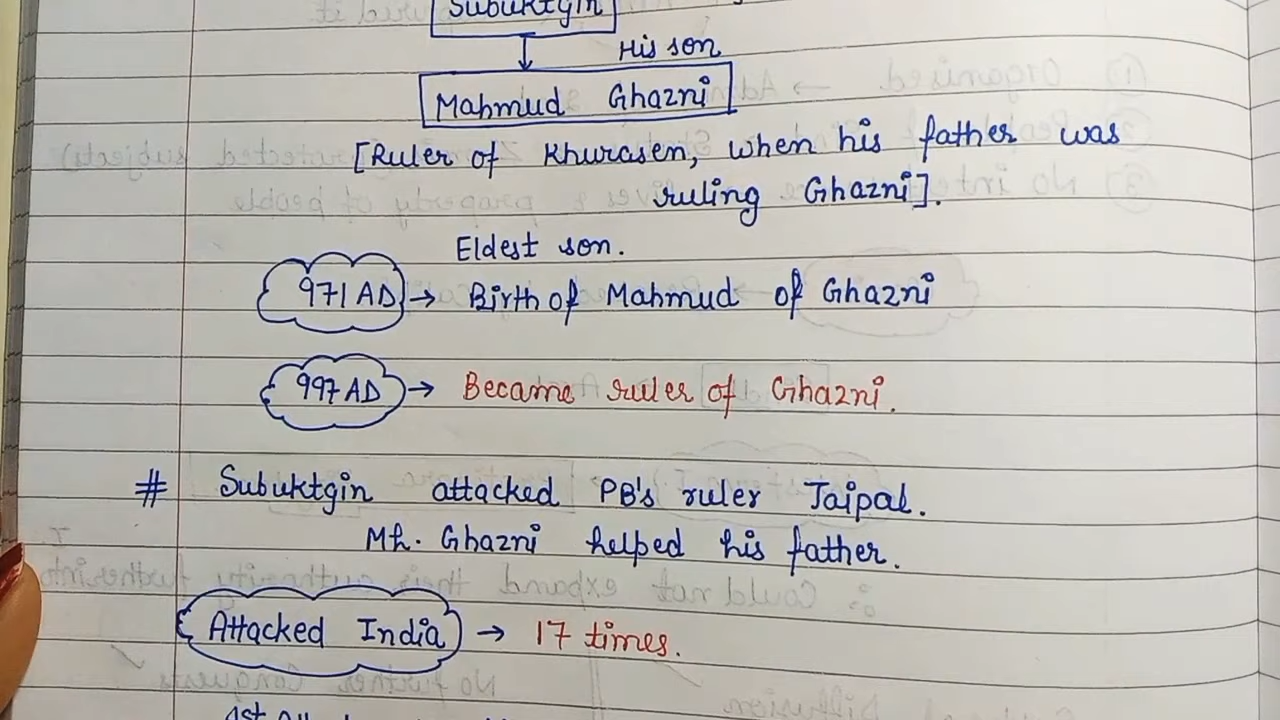 Subuktgin
His son
Mahmud Ghazni
[Ruler of Khurasen, when his father was
ruling Ghazni].
Eldest son.
971 AD → Birth of Mahmud of Ghazni
997 AD → Became ruler of Ghazni.
# Subuktgin attacked PB's ruler Jaipal.
Mh. Ghazni helped his father.
Attacked India → 17 times.
1st